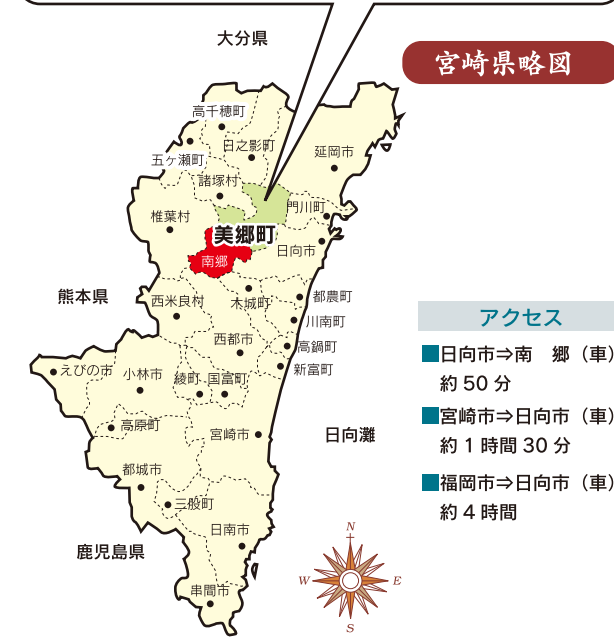 大分県
宮崎県略図
高千穂町
日之影町
延岡市
五ヶ瀬町
諸塚村
門川町
椎葉村
美郷町
日向市
南郷
熊本県
西米良村
木城町
都農町
川南町
西都市
高鍋町
新富町
えびの市
小林市
綾町
国富町
高原町
宮崎市
日向灘
都城市
三股町
日南市
鹿児島県
串間市
N
W
E
S
アクセス
■日向市⇒南　郷（車）
約 50 分
■宮崎市⇒日向市（車）
約 1 時間 30 分
■福岡市⇒日向市（車）
約 4 時間